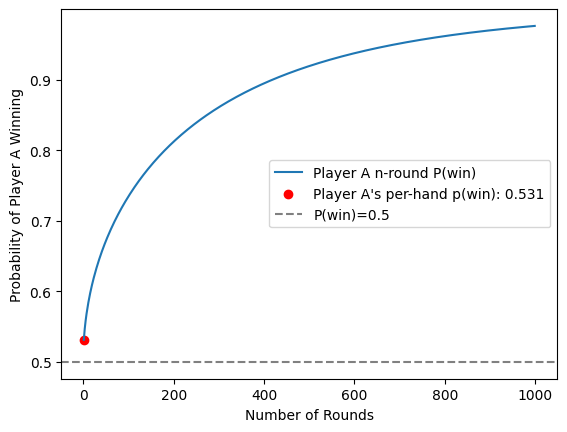 0.9
0.8
0.7
0.6
0.5
Probability of Player A Winning
Player A n-round P(win)
Player A's per-hand p(win): 0.531
P(win)=0.5
0 200 400 600 800 1000
Number of Rounds